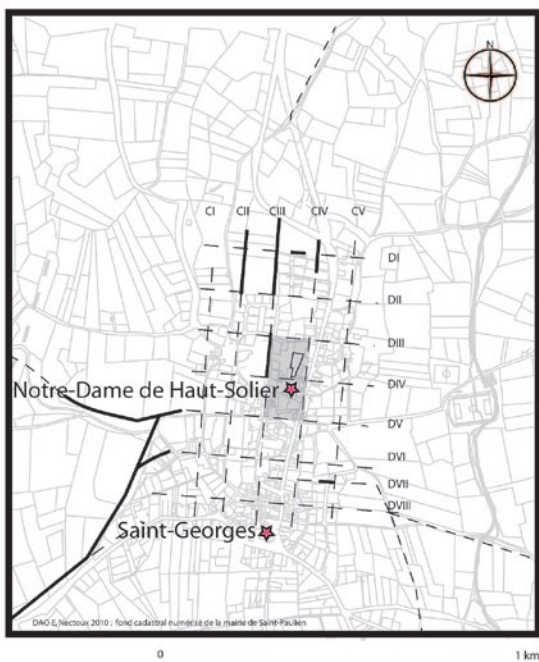 N
CI CII CIII CIV CV
DI
DII
DIII
DIV
Notre-Dame de Haut-Solier
DV
DVI
DVII
DVIII
Saint-Georges
DAO E. Nectoux 2010 ; fond cadastral numérisé de la mairie de Saint-Paulien
0 1 km